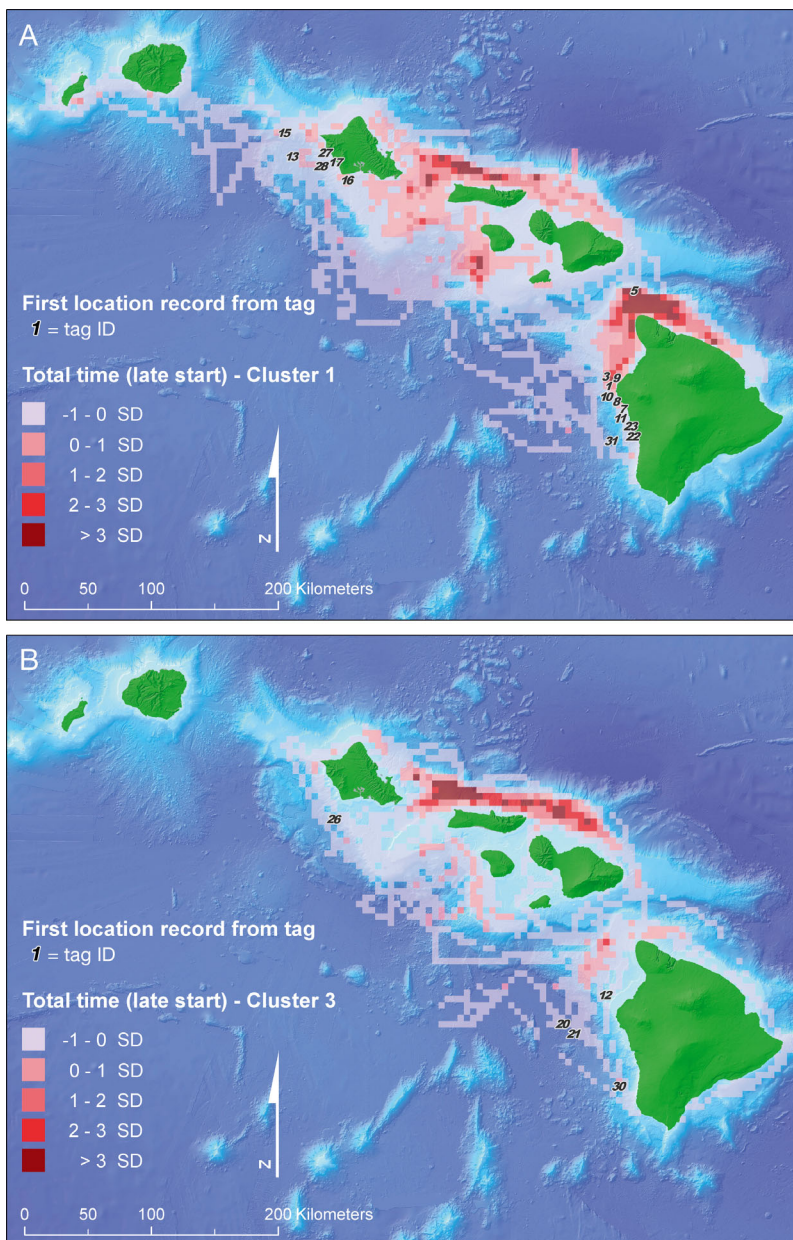 A
15
13
27
17
28
16
5
First location record from tag
1 = tag ID
3 9
1
10
8
7
11
23
31 22
Total time (late start) - Cluster 1
-1 - 0 SD
0 - 1 SD
1 - 2 SD
2 - 3 SD
> 3 SD
N
0 50 100 200 Kilometers
B
26
First location record from tag
1 = tag ID
12
20
21
30
Total time (late start) - Cluster 3
-1 - 0 SD
0 - 1 SD
1 - 2 SD
2 - 3 SD
> 3 SD
N
0 50 100 200 Kilometers